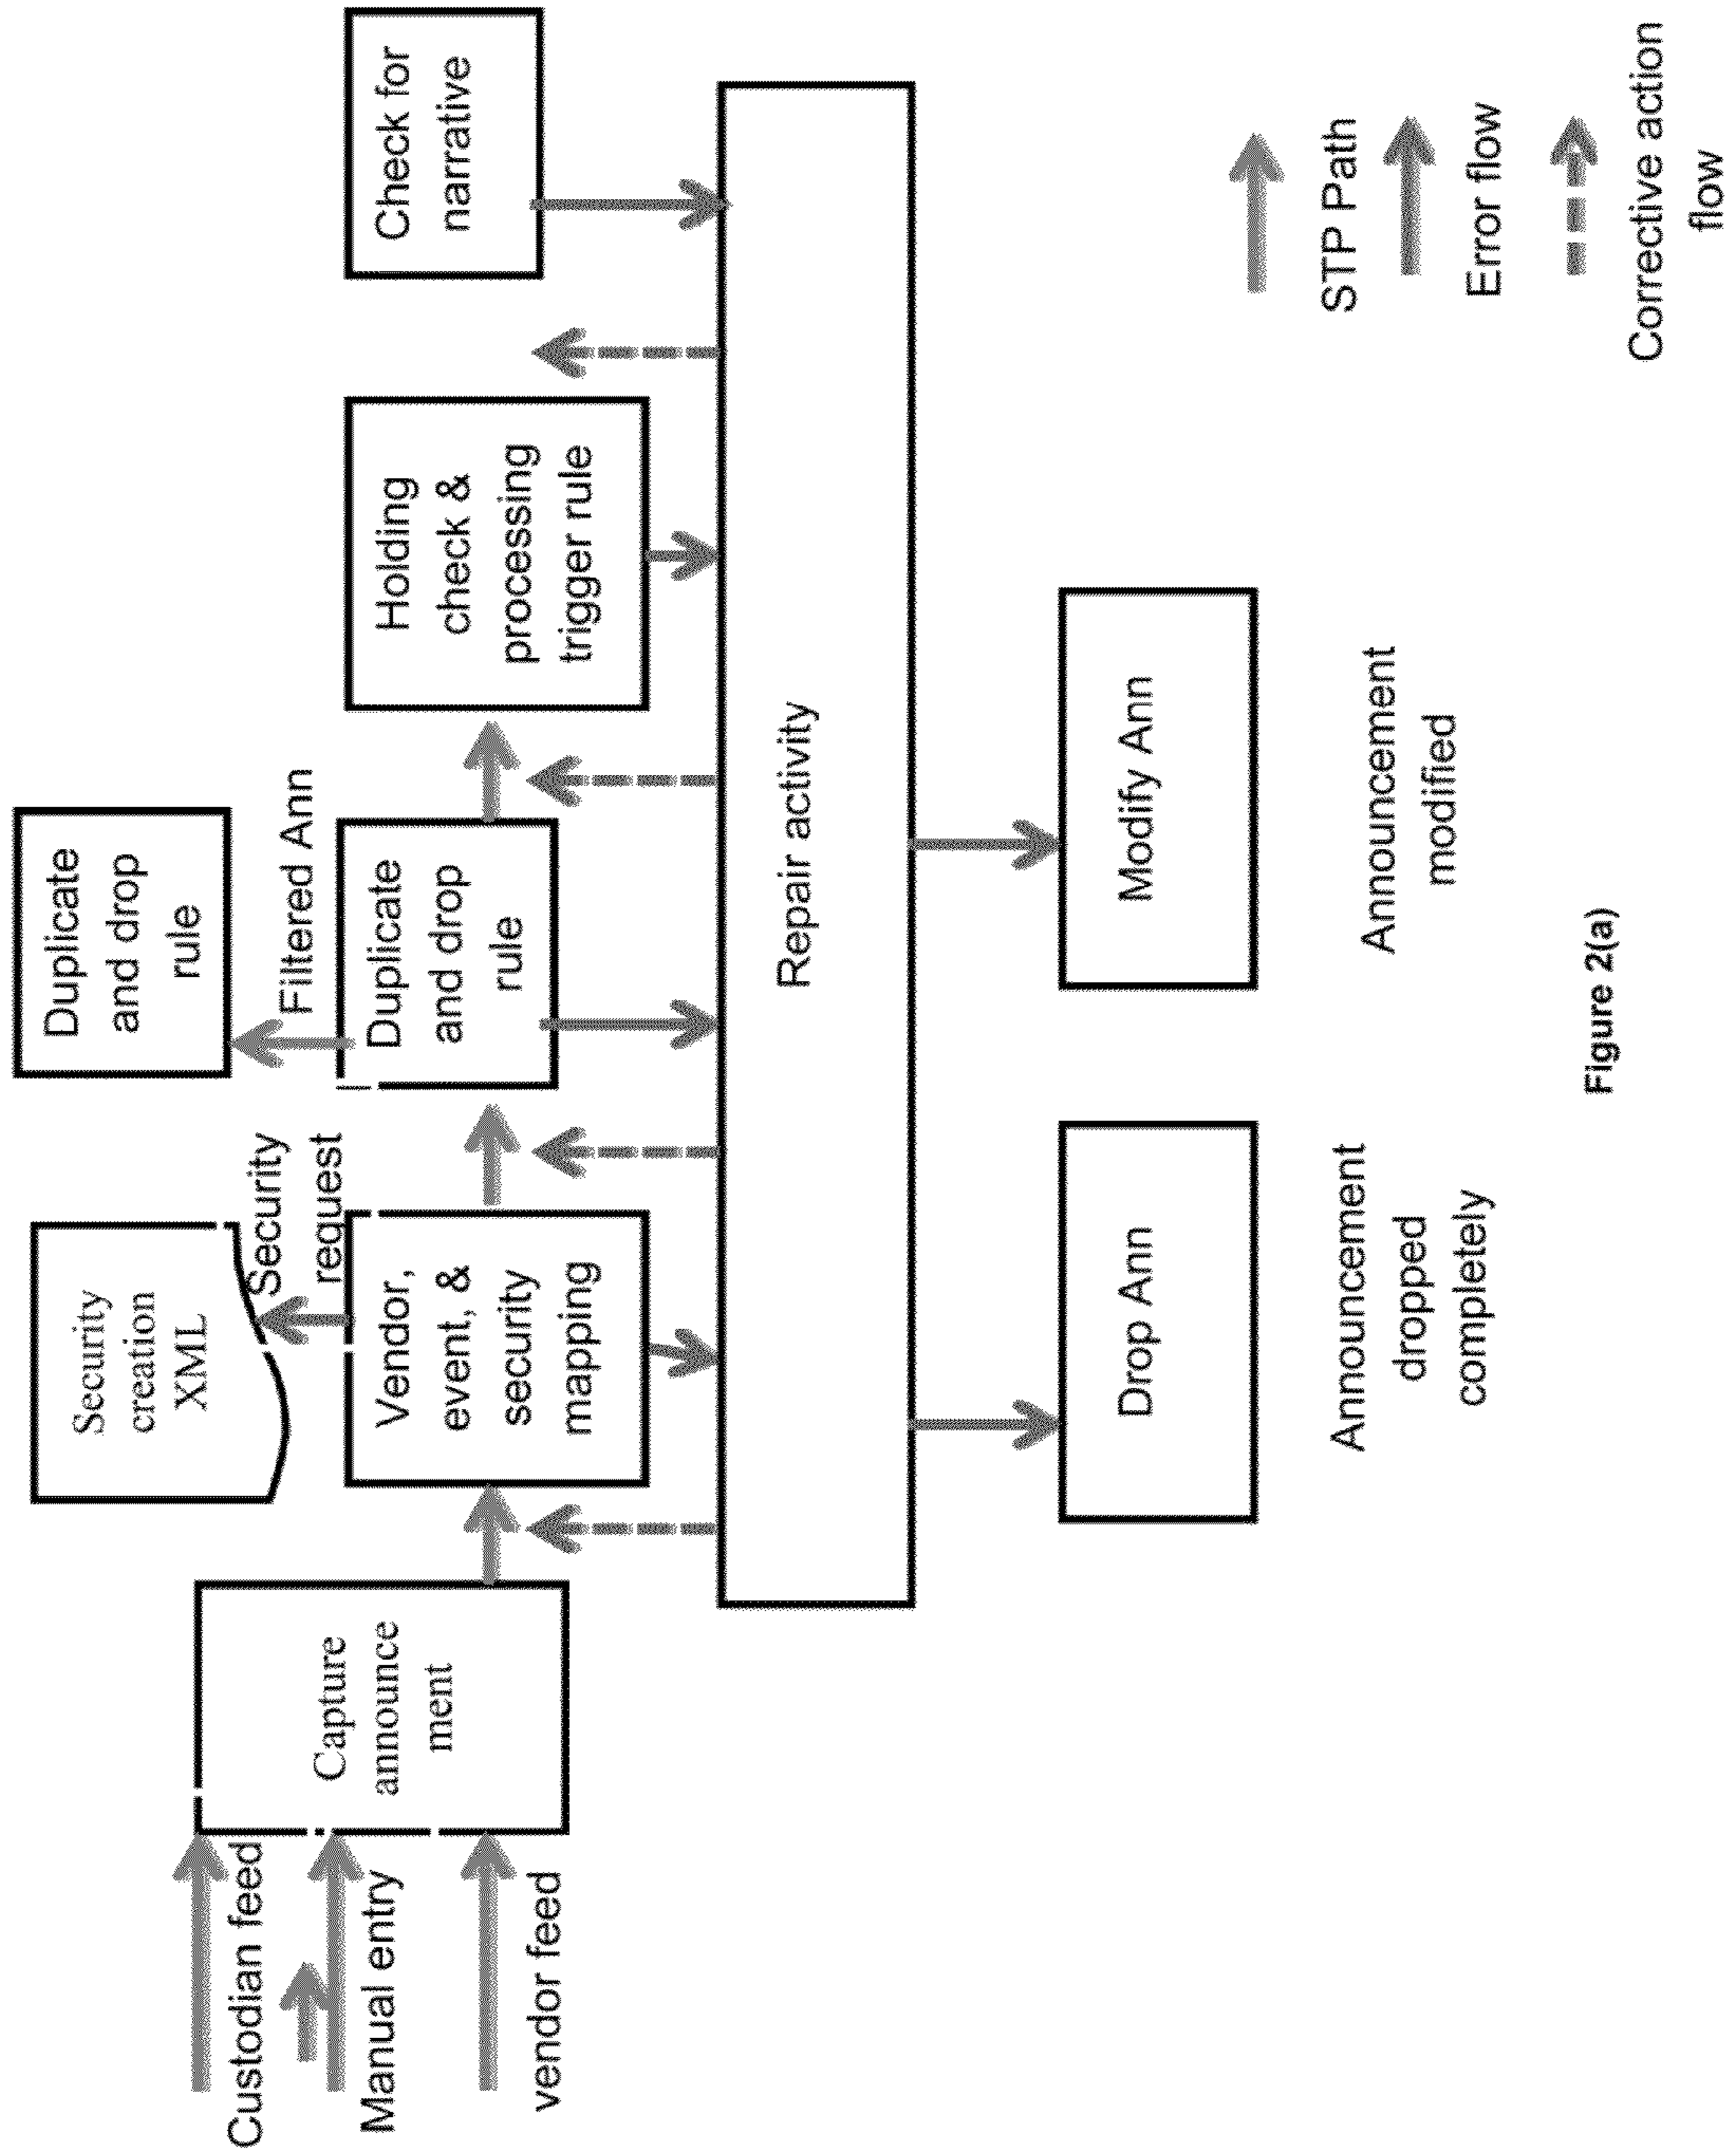 Custodian feed
Manual entry
vendor feed
Capture
announce
ment
Security
creation
XML
Security
request
Vendor,
event, &
security
mapping
Duplicate
and drop
rule
Filtered Ann
Duplicate
and drop
rule
Holding
check &
processing
trigger rule
Check for
narrative
Repair activity
Drop Ann
Announcement
dropped
completely
Modify Ann
Announcement
modified
STP Path
Error flow
Corrective action
flow
Figure 2(a)